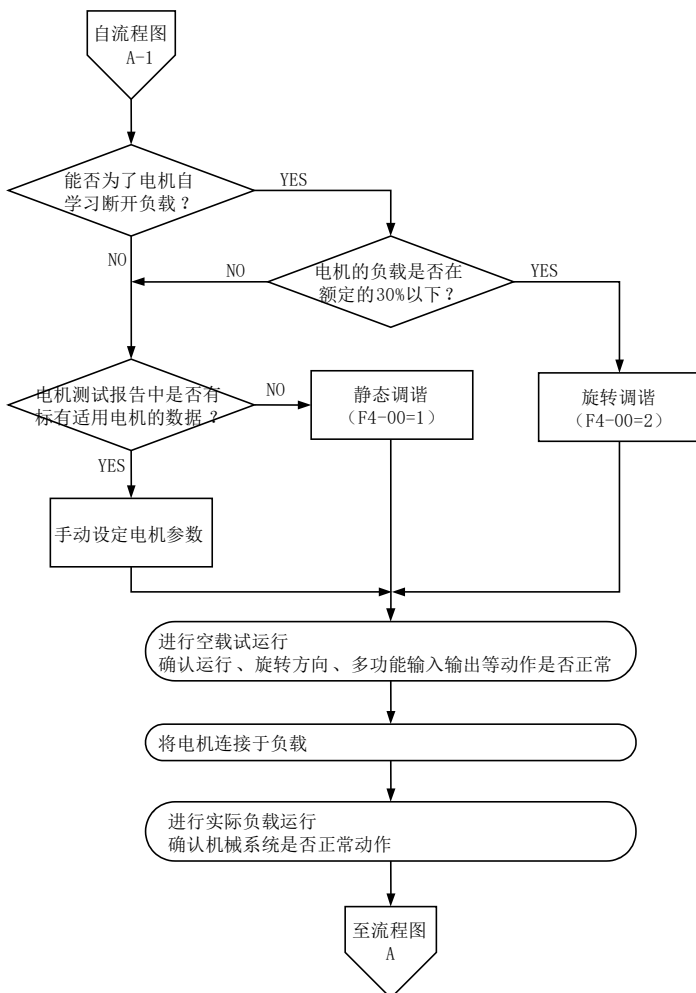 自流程图
A-1
能否为了电机自
学习断开负载？
YES
NO
电机的负载是否在
额定的30%以下？
NO
YES
电机测试报告中是否有
标有适用电机的数据？
NO
YES
静态调谐
（F4-00=1）
旋转调谐
（F4-00=2）
手动设定电机参数
进行空载试运行
确认运行、旋转方向、多功能输入输出等动作是否正常
将电机连接于负载
进行实际负载运行
确认机械系统是否正常动作
至流程图
A